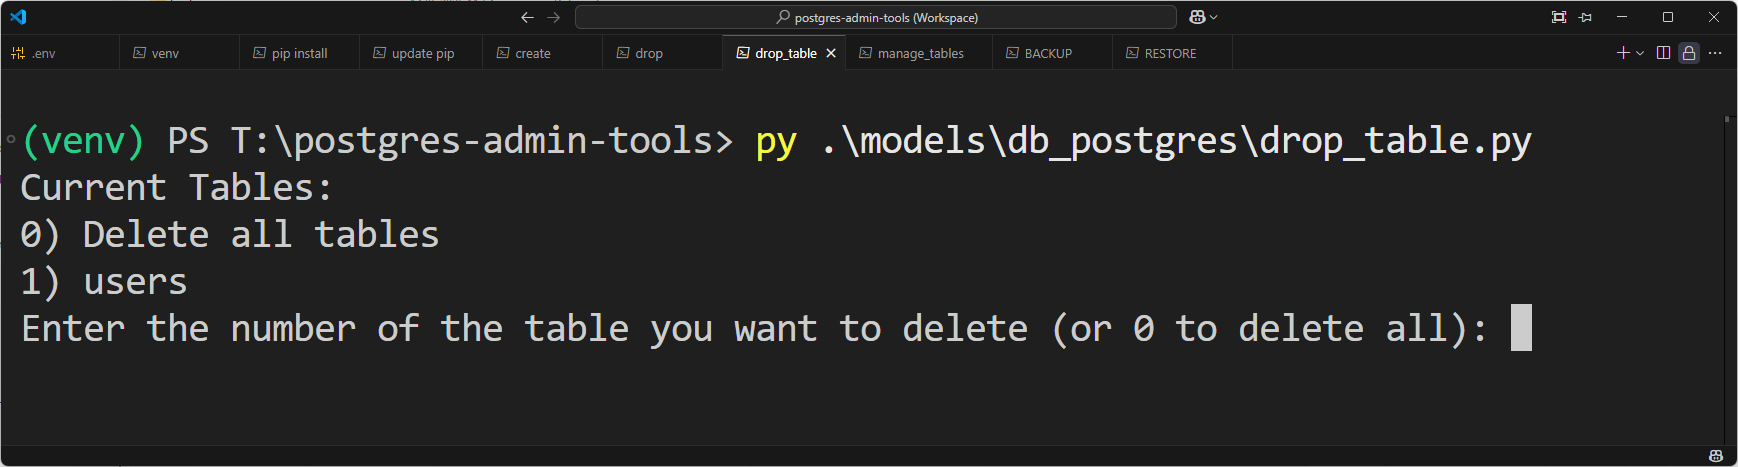 postgres-admin-tools (Workspace)
.env venv pip install update pip create drop drop_table manage_tables BACKUP RESTORE
(venv) PS T:\postgres-admin-tools> py .\models\db_postgres\drop_table.py
Current Tables:
0) Delete all tables
1) users
Enter the number of the table you want to delete (or 0 to delete all):